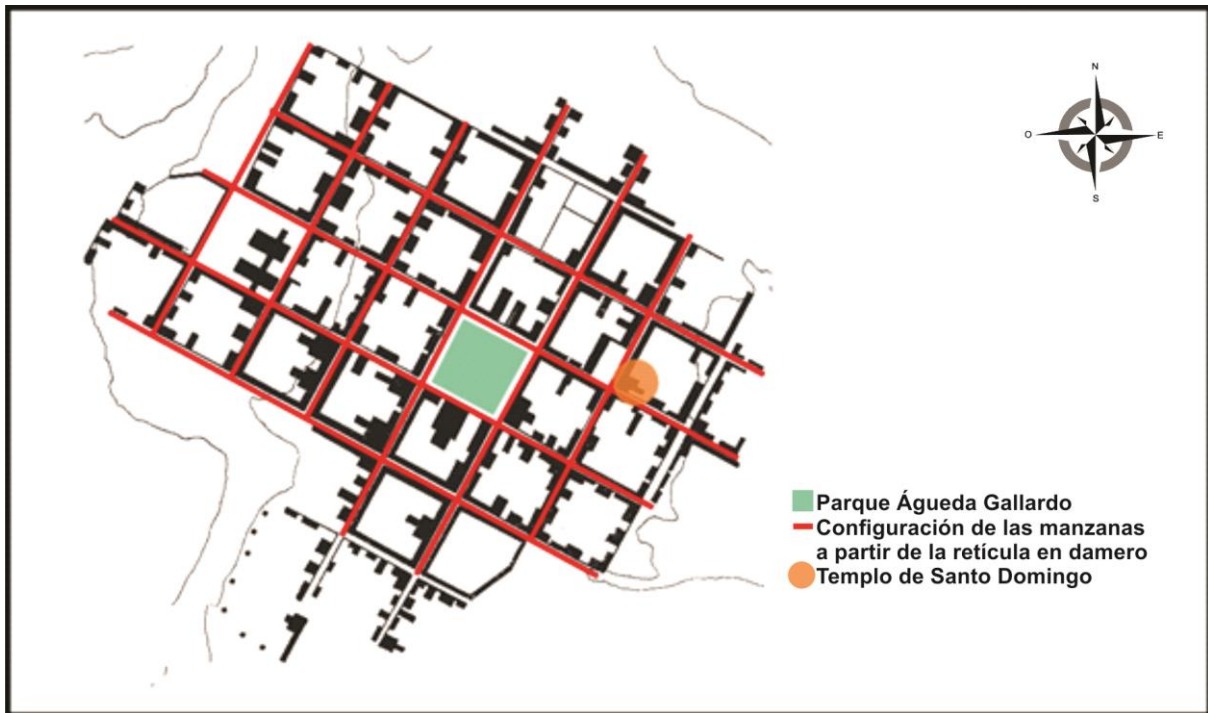 N
O
E
S
Parque Águeda Gallardo
Configuración de las manzanas
a partir de la retícula en damero
Templo de Santo Domingo